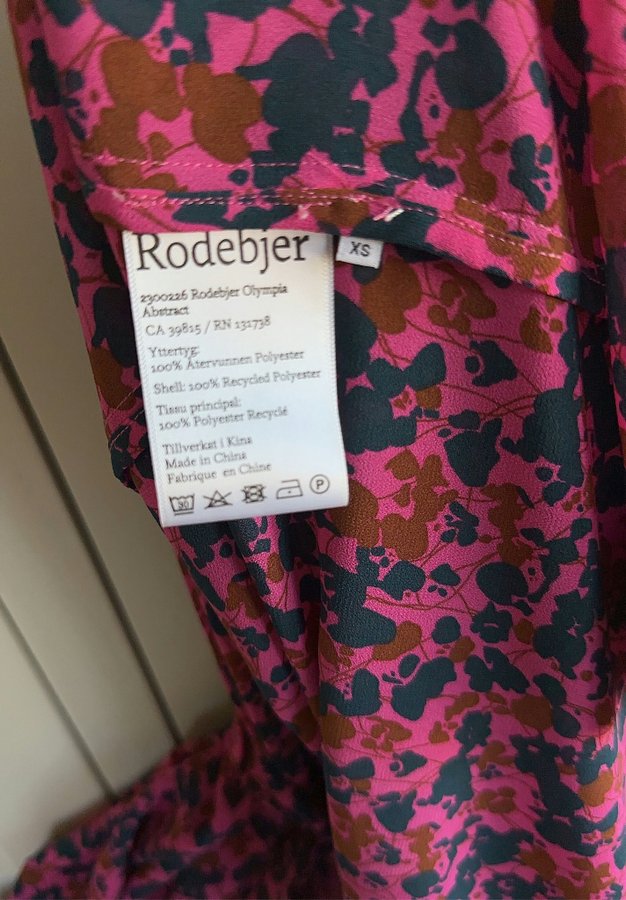 Rodebjer
XS
2300226 Rodebjer Olympia
Abstract
CA 39815 / RN 131738
Yttertyg:
100% Återvunnen Polyester
Shell: 100% Recycled Polyester
Tissu principal:
100% Polyester Recyclé
Tillverkat i Kina
Made in China
Fabrique en Chine
30
P